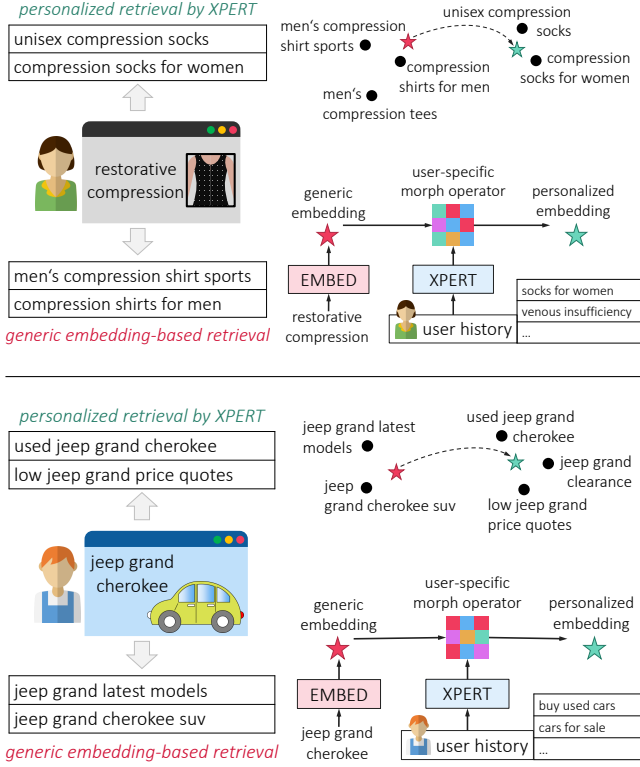 personalized retrieval by XPERT
unisex compression socks
compression socks for women
restorative
compression
men's compression shirt sports
compression shirts for men
generic embedding-based retrieval
men's compression
shirt sports
unisex compression
socks
compression
shirts for men
compression
socks for women
men's
compression tees
generic
embedding
user-specific
morph operator
personalized
embedding
EMBED
XPERT
restorative
compression
user history
socks for women
venous insufficiency
...
personalized retrieval by XPERT
used jeep grand cherokee
low jeep grand price quotes
jeep grand
cherokee
jeep grand latest models
jeep grand cherokee suv
generic embedding-based retrieval
jeep grand latest
models
used jeep grand
cherokee
jeep
grand cherokee suv
jeep grand
clearance
low jeep grand
price quotes
generic
embedding
user-specific
morph operator
personalized
embedding
EMBED
XPERT
jeep grand
cherokee
user history
buy used cars
cars for sale
...